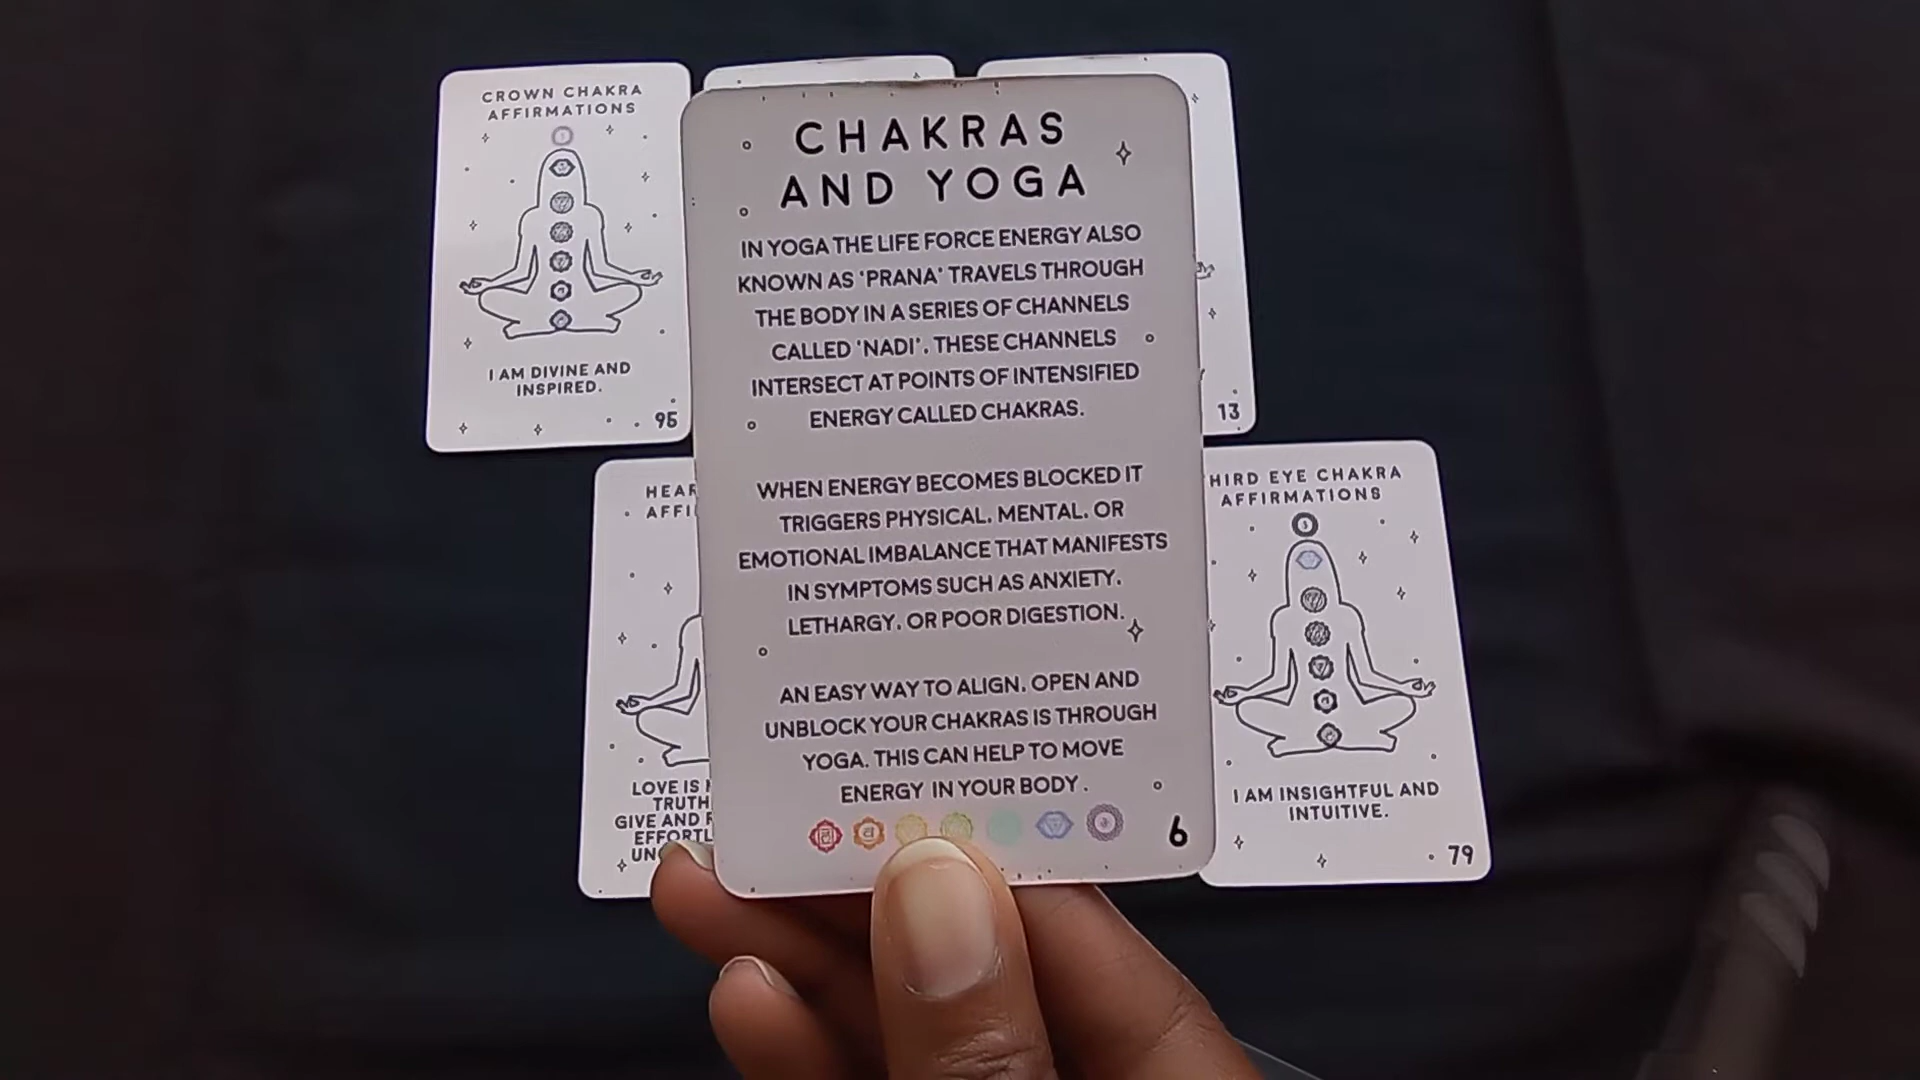 CROWN CHAKRA
AFFIRMATIONS
I AM DIVINE AND
INSPIRED.
95
CHAKRAS
AND YOGA
IN YOGA THE LIFE FORCE ENERGY ALSO
KNOWN AS 'PRANA' TRAVELS THROUGH
THE BODY IN A SERIES OF CHANNELS
CALLED 'NADI'. THESE CHANNELS
INTERSECT AT POINTS OF INTENSIFIED
ENERGY CALLED CHAKRAS.
WHEN ENERGY BECOMES BLOCKED IT
TRIGGERS PHYSICAL, MENTAL, OR
EMOTIONAL IMBALANCE THAT MANIFESTS
IN SYMPTOMS SUCH AS ANXIETY,
LETHARGY, OR POOR DIGESTION.
AN EASY WAY TO ALIGN, OPEN AND
UNBLOCK YOUR CHAKRAS IS THROUGH
YOGA. THIS CAN HELP TO MOVE
ENERGY IN YOUR BODY.
6
13
LOVE IS
TRUTH
GIVE AND
HIRD EYE CHAKRA
AFFIRMATIONS
I AM INSIGHTFUL AND
INTUITIVE.
79